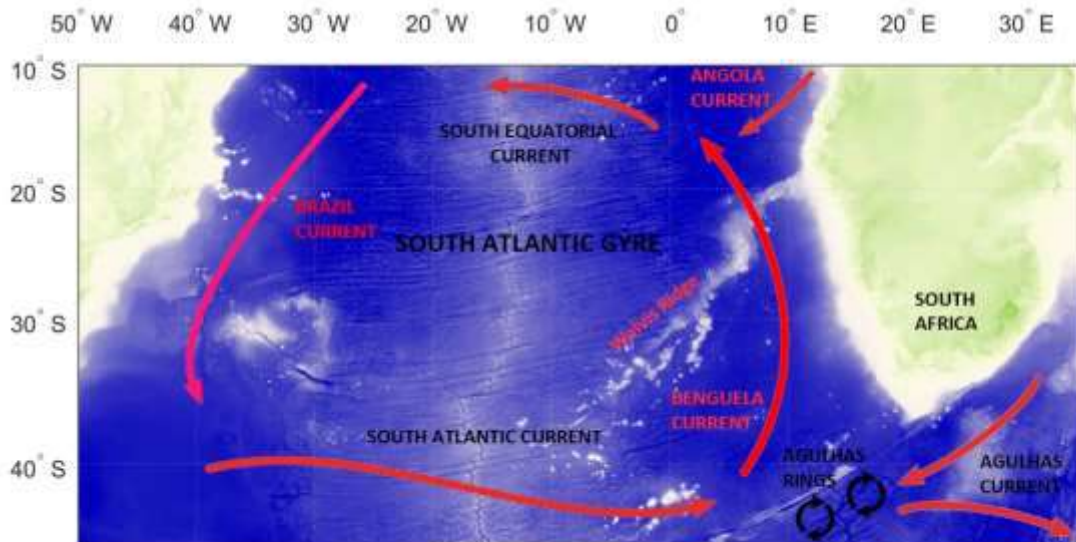 50° W 40° W 30° W 20° W 10° W 0° 10° E 20° E 30° E
10° S
ANGOLA
CURRENT
SOUTH EQUATORIAL
CURRENT
20° S
BRAZIL
CURRENT
SOUTH ATLANTIC GYRE
Walvis Ridge
SOUTH
AFRICA
30° S
BENGUELA
CURRENT
SOUTH ATLANTIC CURRENT
40° S
AGULHAS
RINGS
AGULHAS
CURRENT